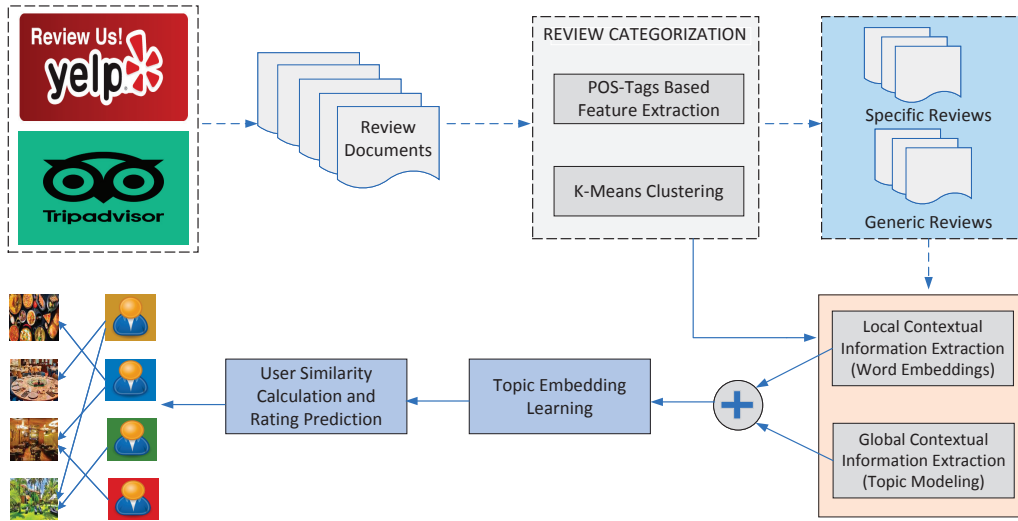 Review Us!
yelp
Tripadvisor
Review
Documents
REVIEW CATEGORIZATION
POS-Tags Based
Feature Extraction
K-Means Clustering
Specific Reviews
Generic Reviews
Local Contextual
Information Extraction
(Word Embeddings)
Global Contextual
Information Extraction
(Topic Modeling)
Topic Embedding
Learning
User Similarity
Calculation and
Rating Prediction